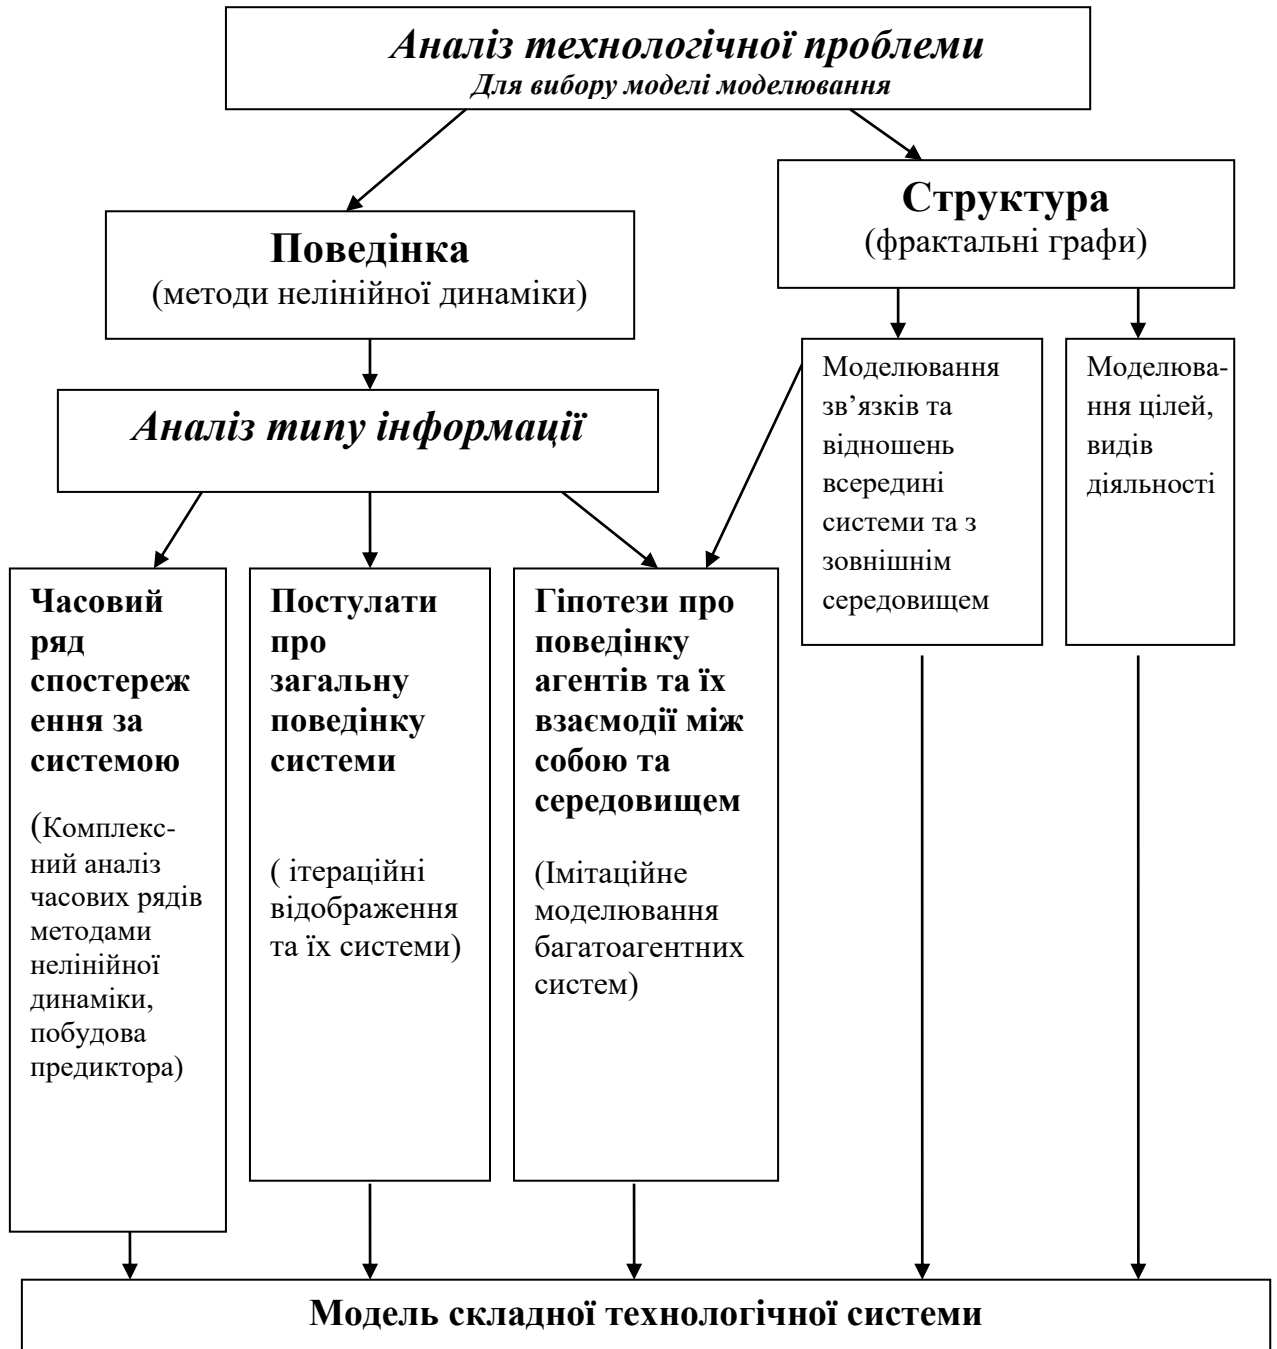 Аналіз технологічної проблеми
Для вибору моделі моделювання
Структура
(фрактальні графи)
Поведінка
(методи нелінійної динаміки)
Моделювання
зв’язків та
відношень
всередині
системи та з
зовнішнім
середовищем
Моделюва-
ння цілей,
видів
діяльності
Аналіз типу інформації
Часовий
ряд
спостереж
ення за
системою
(Комплекс-
ний аналіз
часових рядів
методами
нелінійної
динаміки,
побудова
предиктора)
Постулати
про
загальну
поведінку
системи
( ітераційні
відображення
та їх системи)
Гіпотези про
поведінку
агентів та їх
взаємодії між
собою та
середовищем
(Імітаційне
моделювання
багатоагентних
систем)
Модель складної технологічної системи